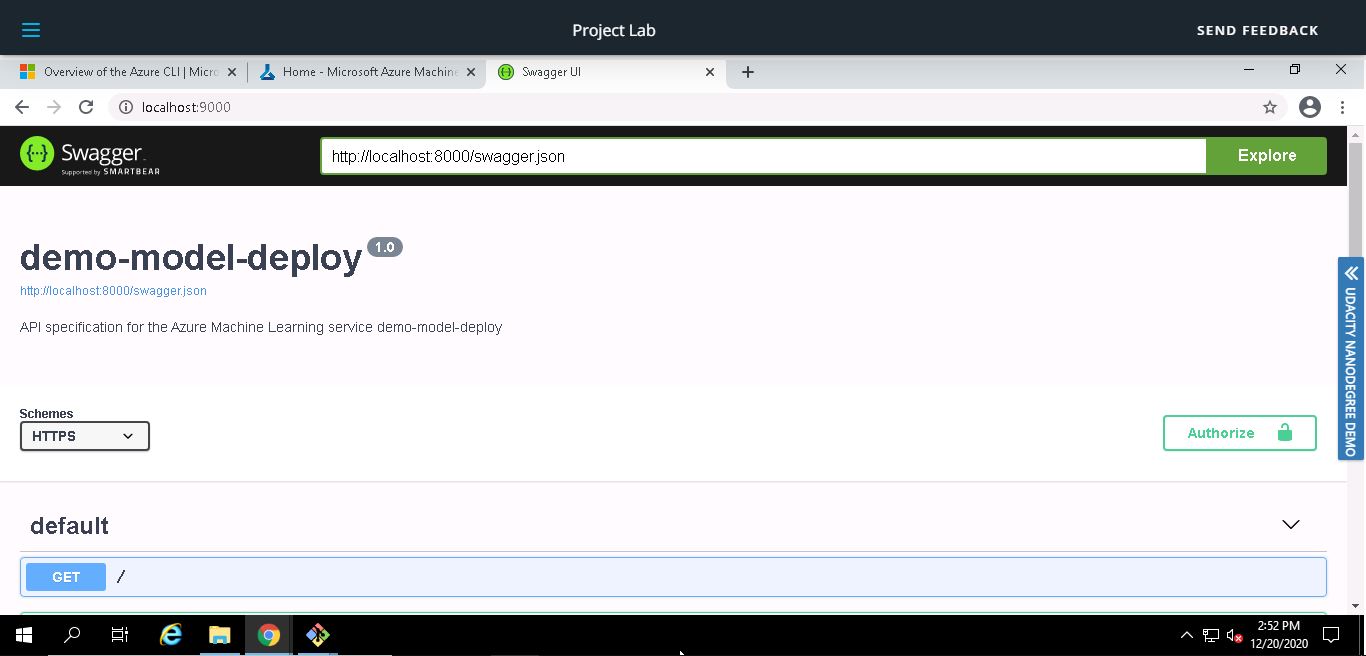 Project Lab
SEND FEEDBACK
Overview of the Azure CLI | Micro
Home - Microsoft Azure Machine
Swagger UI
localhost:9000
Swagger
Supported by SMARTBEAR
http://localhost:8000/swagger.json
Explore
demo-model-deploy 1.0
http://localhost:8000/swagger.json
API specification for the Azure Machine Learning service demo-model-deploy
UDACITY NANODEGREE DEMO
Schemes
HTTPS
Authorize
default
GET /
2:52 PM
12/20/2020